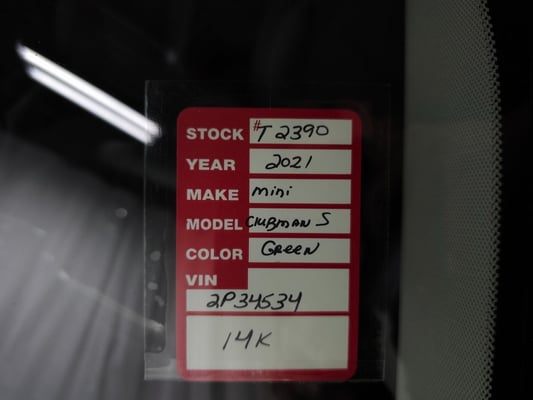 STOCK #T2390
YEAR 2021
MAKE mini
MODEL CLUBMAN S
COLOR GREEN
VIN
2P34534
14K